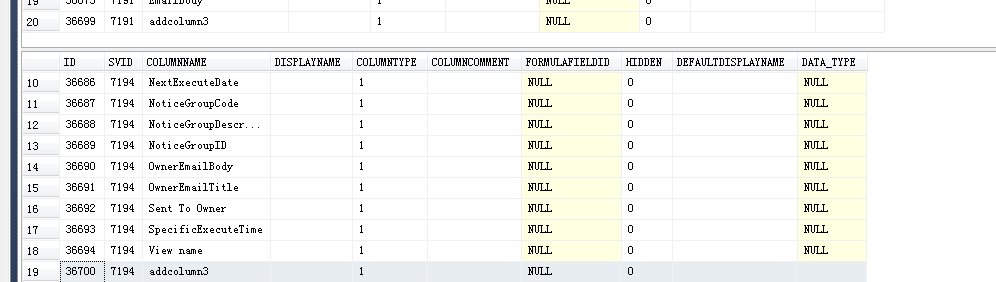 19 36675 7191 EmailBody 1 NULL 0
20 36699 7191 addcolumn3 1 NULL 0
ID SVID COLUMNNAME DISPLAYNAME COLUMNTYPE COLUMNCOMMENT FORMULAFIELDID HIDDEN DEFAULTDISPLAYNAME DATA_TYPE
10 36686 7194 NextExecuteDate 1 NULL 0 NULL
11 36687 7194 NoticeGroupCode 1 NULL 0 NULL
12 36688 7194 NoticeGroupDescr... 1 NULL 0 NULL
13 36689 7194 NoticeGroupID 1 NULL 0 NULL
14 36690 7194 OwnerEmailBody 1 NULL 0 NULL
15 36691 7194 OwnerEmailTitle 1 NULL 0 NULL
16 36692 7194 Sent To Owner 1 NULL 0 NULL
17 36693 7194 SpecificExecuteTime 1 NULL 0 NULL
18 36694 7194 View name 1 NULL 0 NULL
19 36700 7194 addcolumn3 1 NULL 0